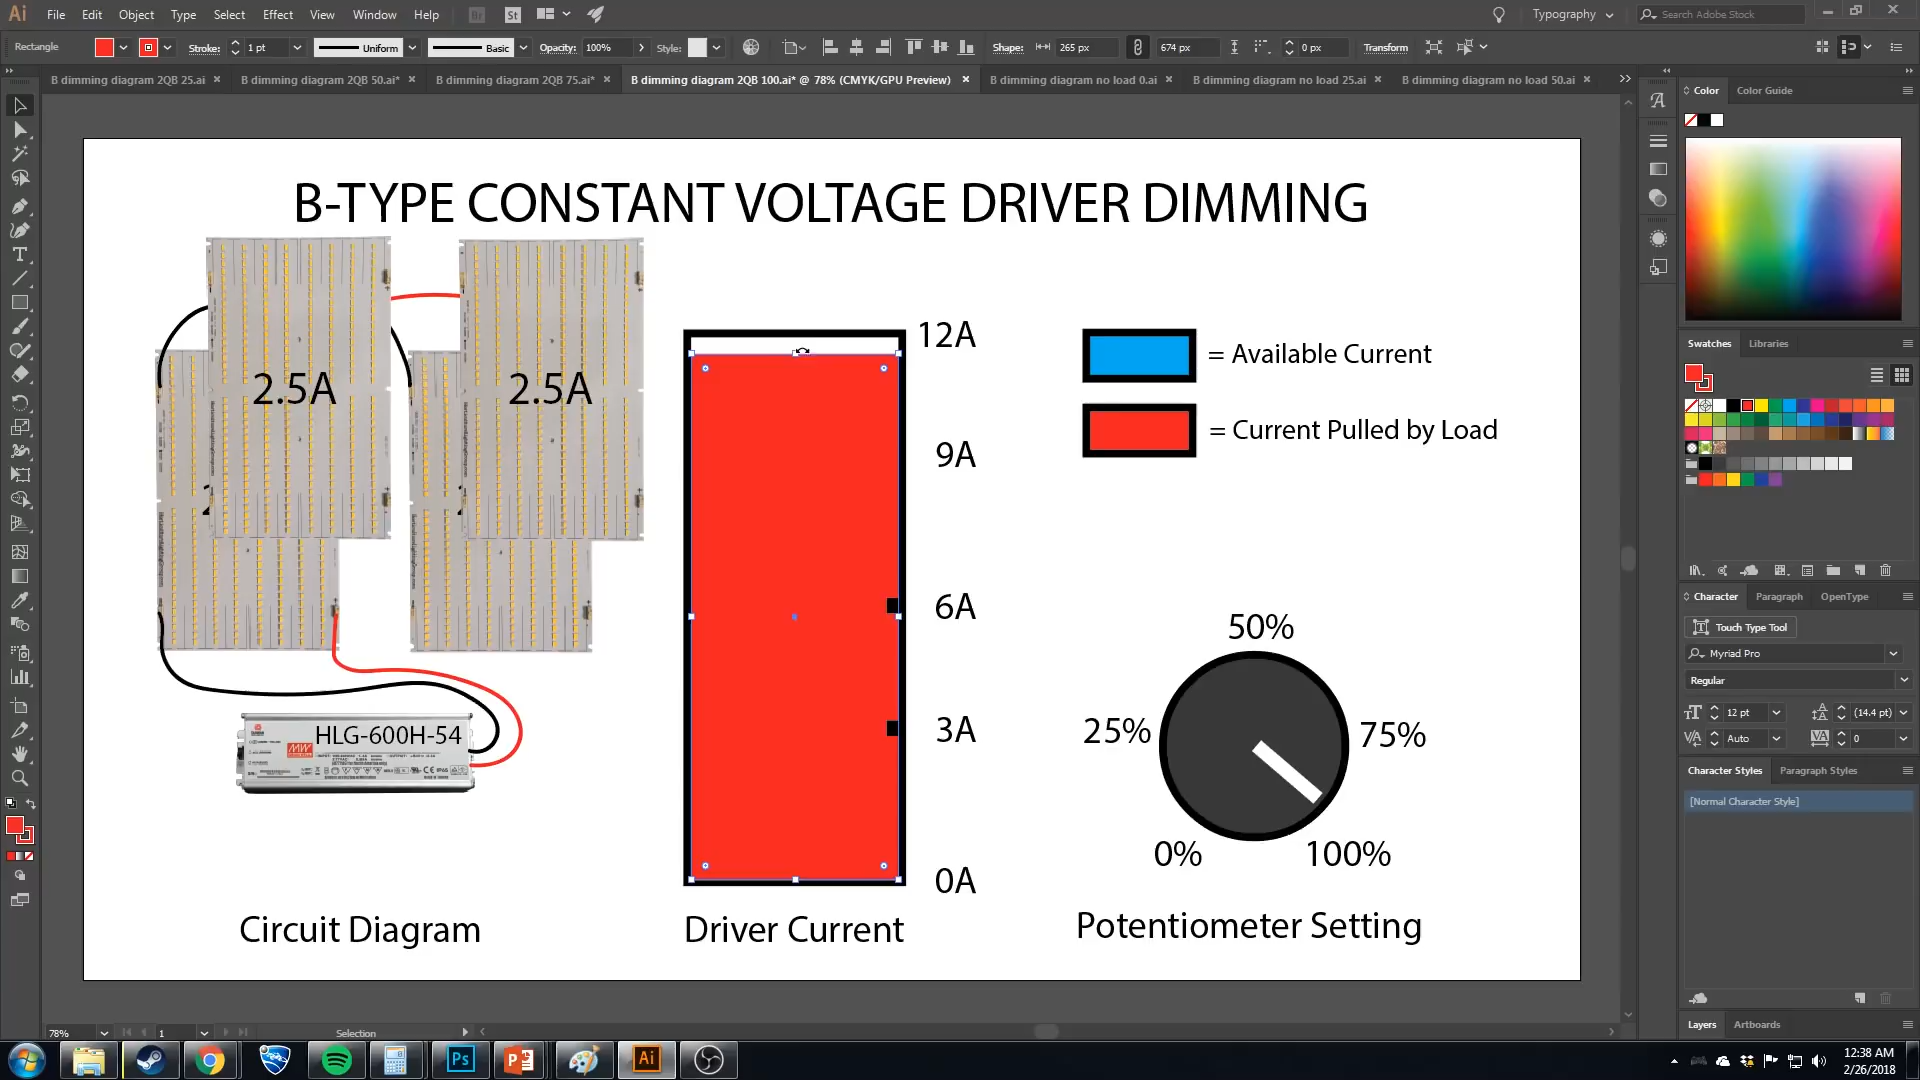 Ai File Edit Object Type Select Effect View Window Help Br St Typography Search Adobe Stock
Rectangle Stroke: 1 pt Uniform Basic Opacity: 100% Style: Shape: 265 px 674 px 0 px Transform
B dimming diagram 2QB 25.ai B dimming diagram 2QB 50.ai* B dimming diagram 2QB 75.ai* B dimming diagram 2QB 100.ai* @ 78% (CMYK/GPU Preview) B dimming diagram no load 0.ai B dimming diagram no load 25.ai B dimming diagram no load 50.ai
Color Color Guide
B-TYPE CONSTANT VOLTAGE DRIVER DIMMING
12A
= Available Current
Swatches Libraries
2.5A 2.5A
= Current Pulled by Load
9A
6A
50%
Character Paragraph OpenType
Touch Type Tool
Myriad Pro
Regular
12 pt (14.4 pt)
Auto 0
3A
25% 75%
HLG-600H-54
MW
Character Styles Paragraph Styles
[Normal Character Style]
0% 100%
0A
Circuit Diagram Driver Current Potentiometer Setting
Layers Artboards
78% 1 Selection
Ps Ai
12:38 AM
2/26/2018